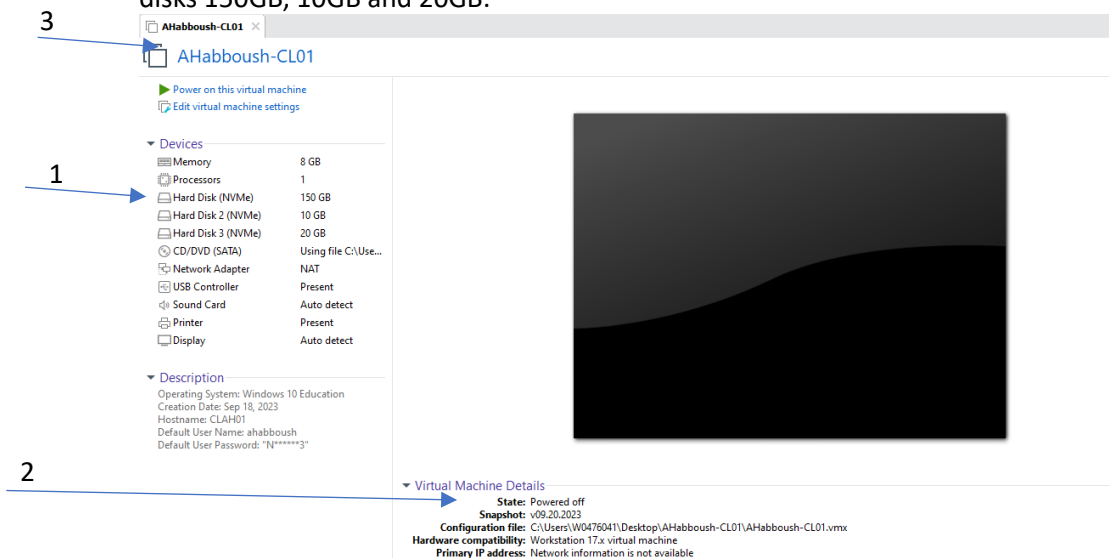 disks 150GB, 10GB and 20GB.
3
AHabboush-CL01
AHabboush-CL01
Power on this virtual machine
Edit virtual machine settings
Devices
Memory 8 GB
1
Processors 1
Hard Disk (NVMe) 150 GB
Hard Disk 2 (NVMe) 10 GB
Hard Disk 3 (NVMe) 20 GB
CD/DVD (SATA) Using file C:\Use...
Network Adapter NAT
USB Controller Present
Sound Card Auto detect
Printer Present
Display Auto detect
Description
Operating System: Windows 10 Education
Creation Date: Sep 18, 2023
Hostname: CLAH01
Default User Name: ahabboush
Default User Password: "N******3"
2
Virtual Machine Details
State: Powered off
Snapshot: v09.20.2023
Configuration file: C:\Users\W0476041\Desktop\AHabboush-CL01\AHabboush-CL01.vmx
Hardware compatibility: Workstation 17.x virtual machine
Primary IP address: Network information is not available